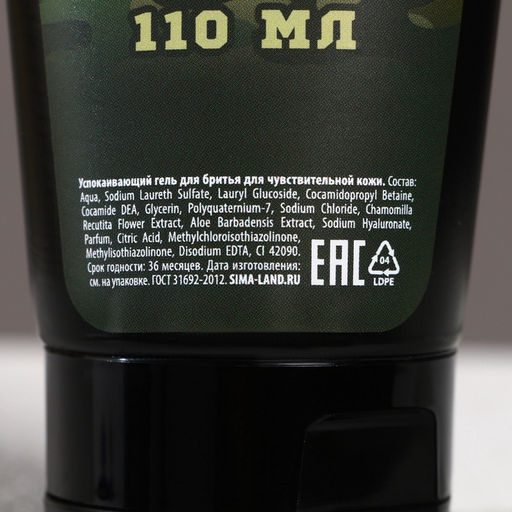 110 МЛ
Успокаивающий гель для бритья для чувствительной кожи. Состав:
Aqua, Sodium Laureth Sulfate, Lauryl Glucoside, Cocamidopropyl Betaine,
Cocamide DEA, Glycerin, Polyquaternium-7, Sodium Chloride, Chamomilla
Recutita Flower Extract, Aloe Barbadensis Extract, Sodium Hyaluronate,
Parfum, Citric Acid, Methylchloroisothiazolinone,
Methylisothiazolinone, Disodium EDTA, CI 42090.
Срок годности: 36 месяцев. Дата изготовления:
см. на упаковке. ГОСТ 31692-2012. SIMA-LAND.RU
EAC
04
LDPE